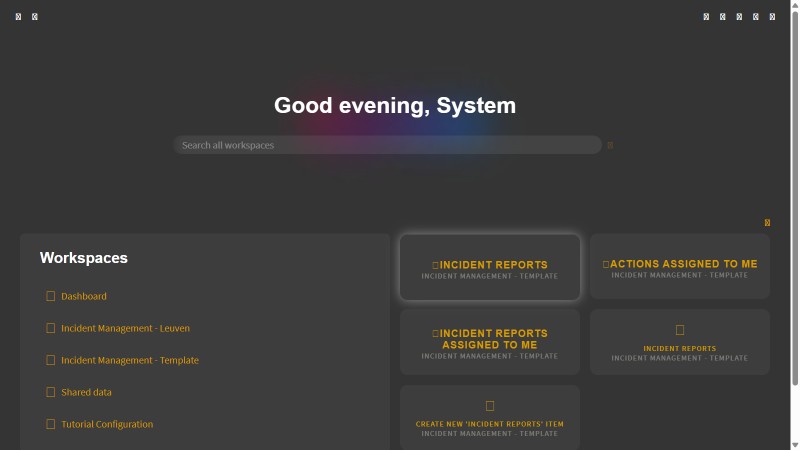 Good evening, System
Search all workspaces
Workspaces
Dashboard
Incident Management - Leuven
Incident Management - Template
Shared data
Tutorial Configuration
INCIDENT REPORTS
INCIDENT MANAGEMENT - TEMPLATE
ACTIONS ASSIGNED TO ME
INCIDENT MANAGEMENT - TEMPLATE
INCIDENT REPORTS
ASSIGNED TO ME
INCIDENT MANAGEMENT - TEMPLATE
INCIDENT REPORTS
INCIDENT MANAGEMENT - TEMPLATE
CREATE NEW 'INCIDENT REPORTS' ITEM
INCIDENT MANAGEMENT - TEMPLATE